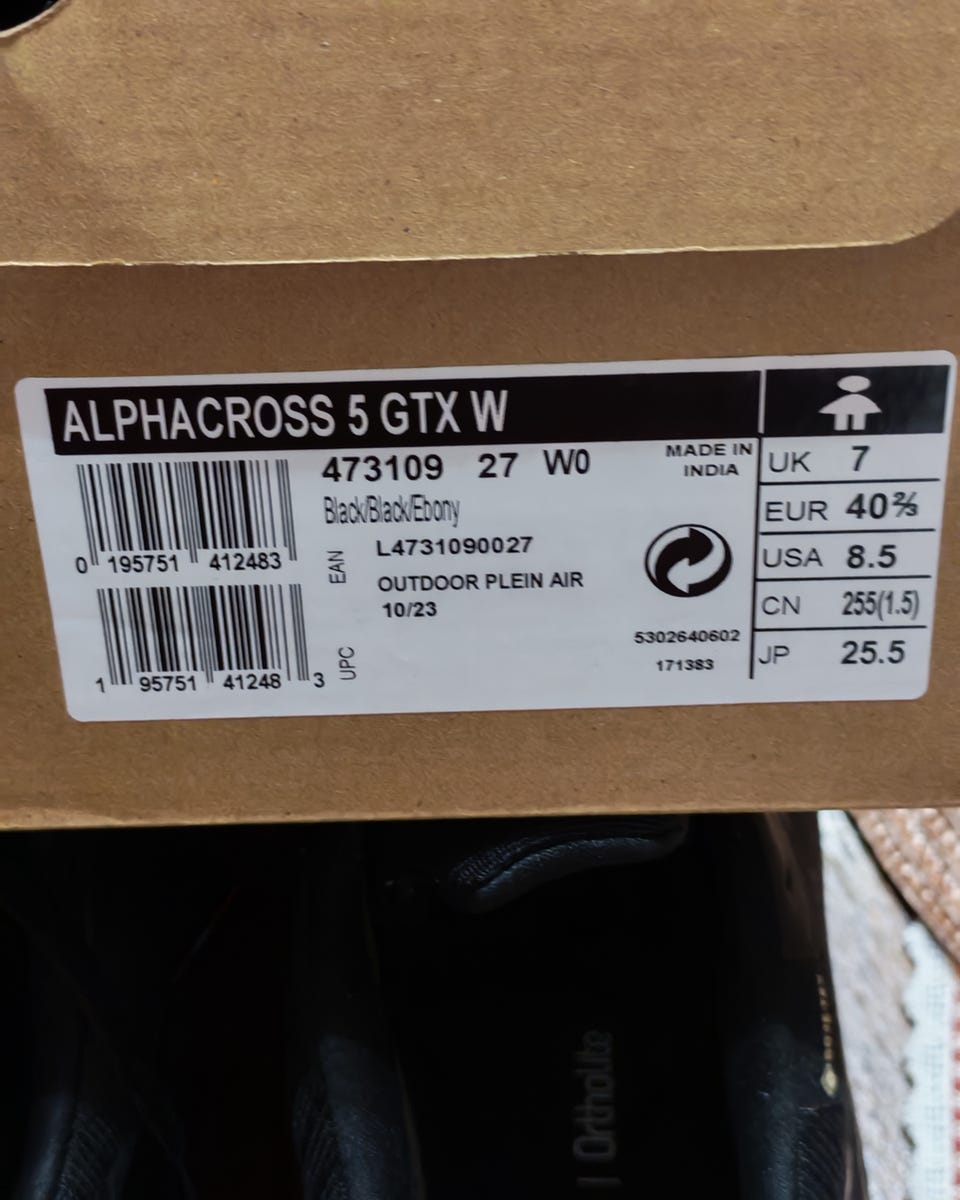 ALPHACROSS 5 GTX W
0 195751 412483
EAN
1 95751 41248 3
UPC
473109 27 W0
Black/Black/Ebony
L4731090027
OUTDOOR PLEIN AIR
10/23
MADE IN
INDIA
5302640602
171383
UK 7
EUR 40⅔
USA 8.5
CN 255(1.5)
JP 25.5
Ortholite